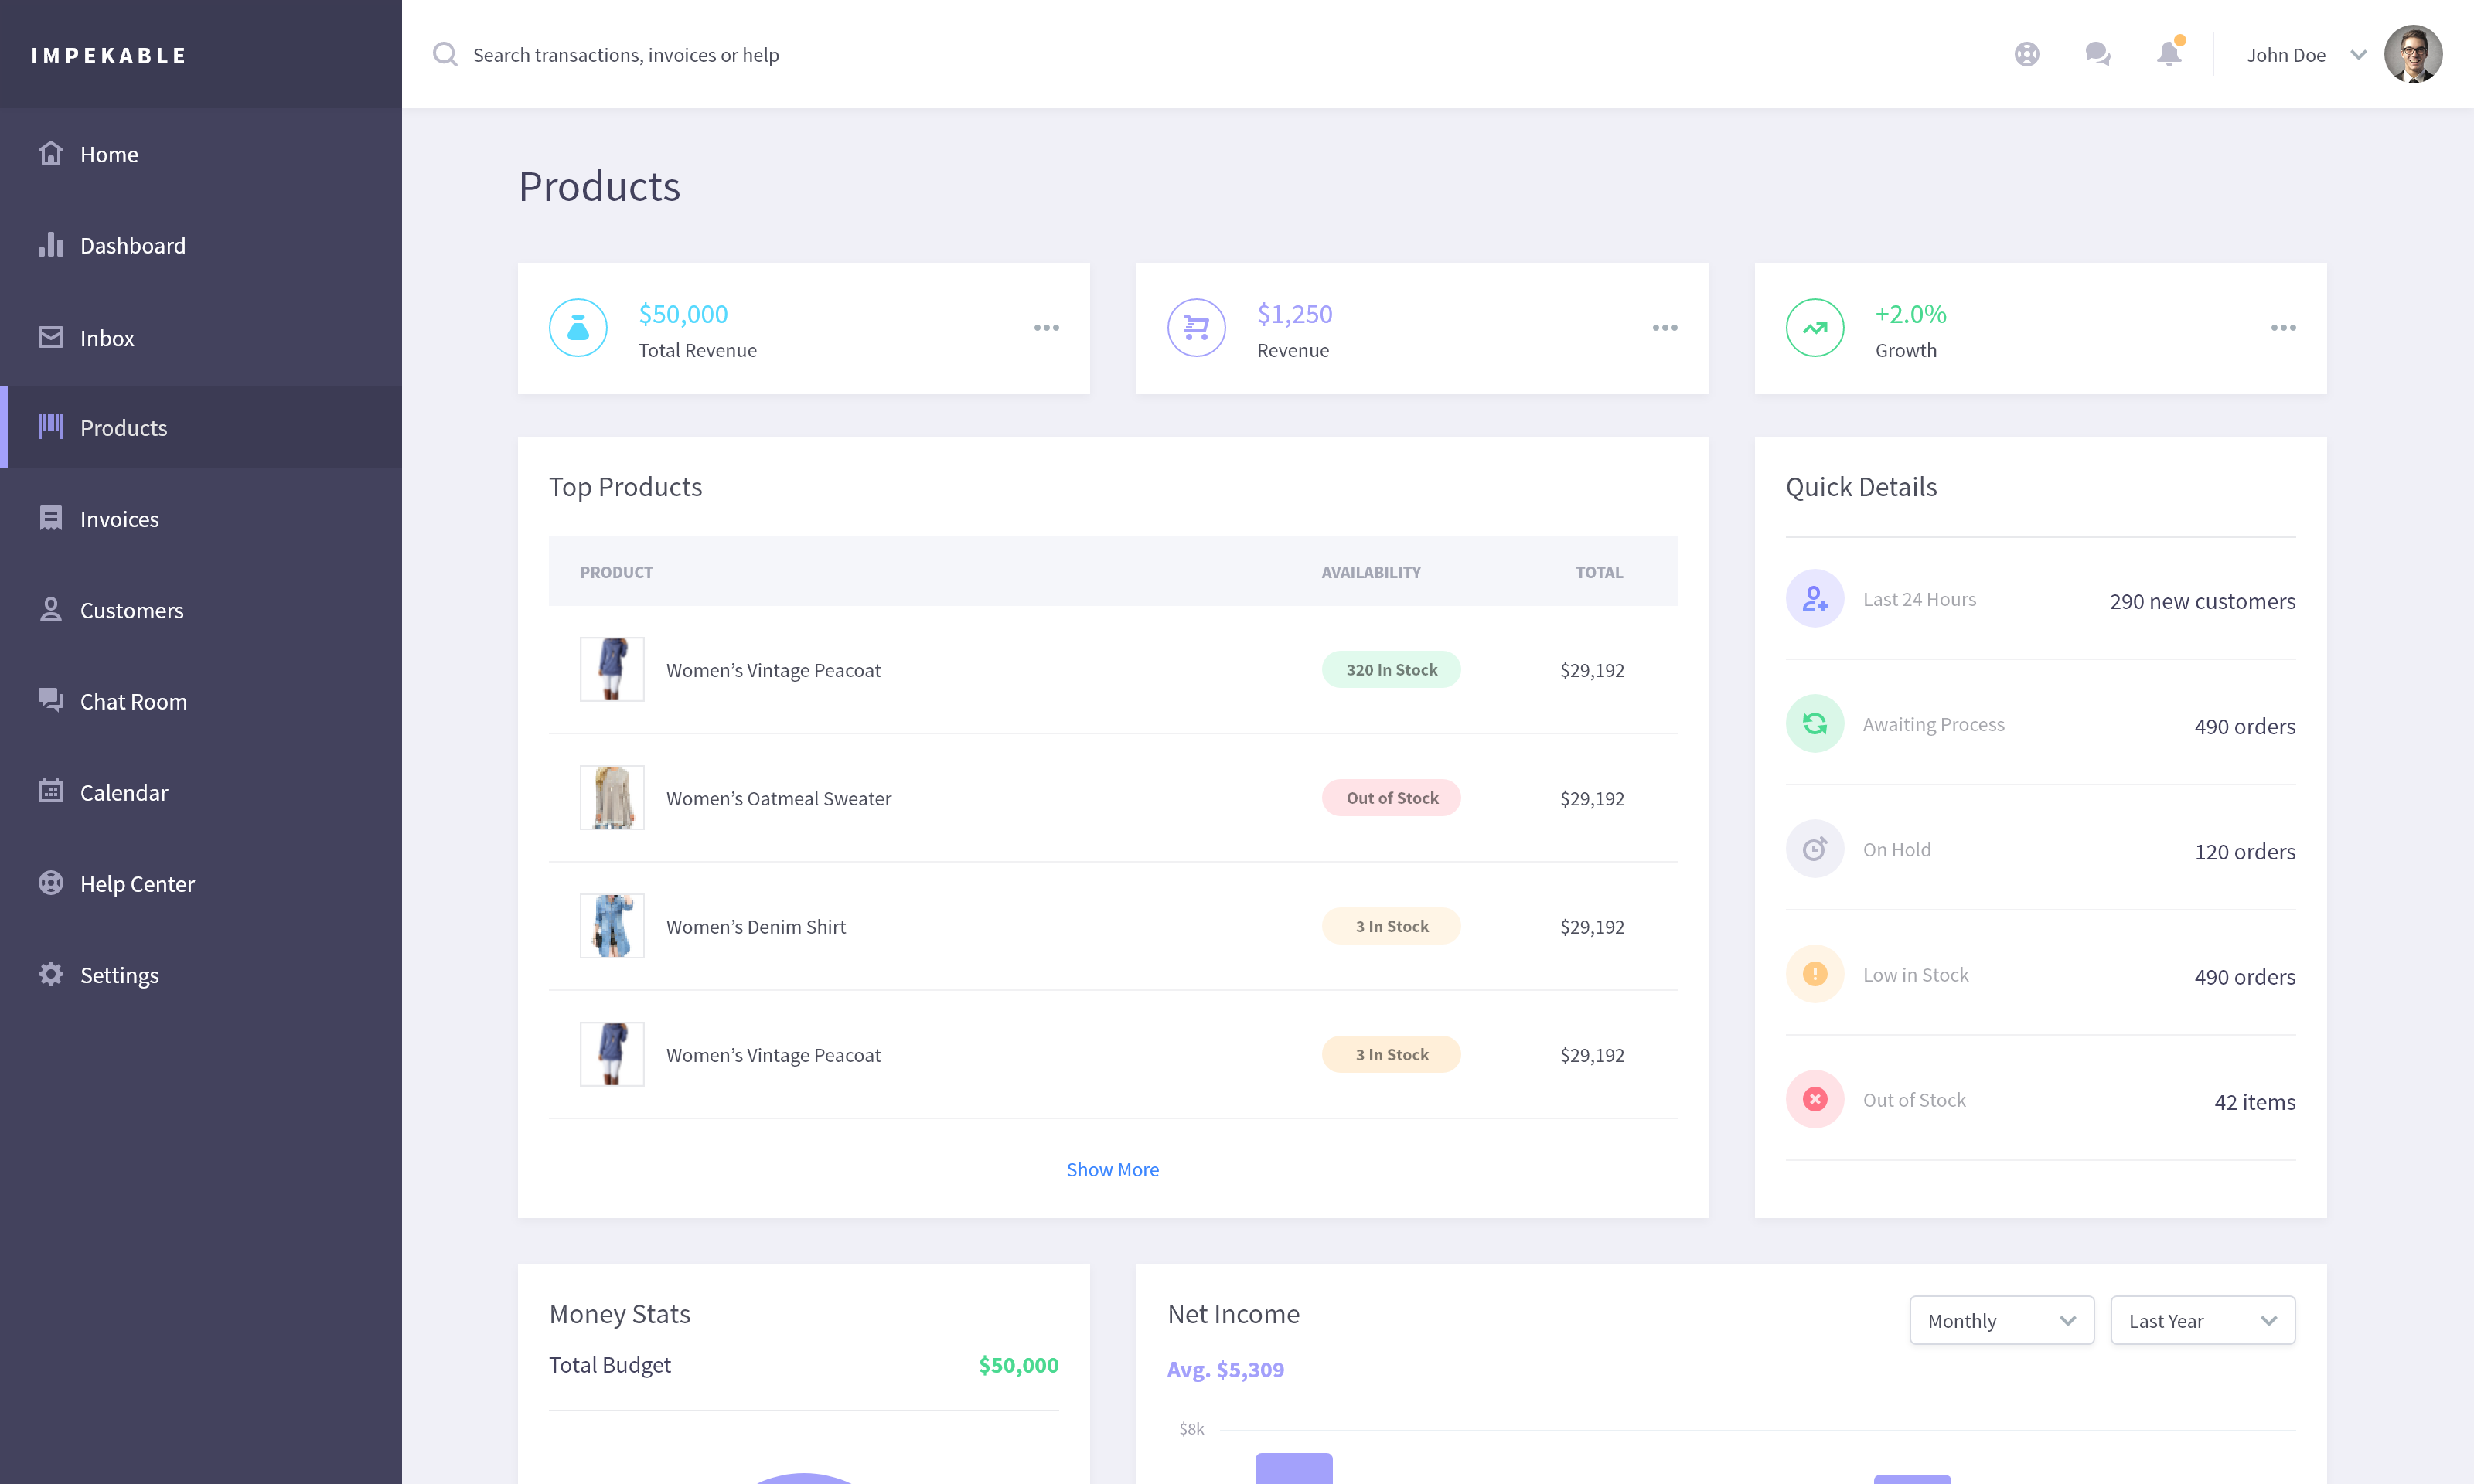 IMPEKABLE
Search transactions, invoices or help
John Doe
Home
Dashboard
Inbox
Products
Invoices
Customers
Chat Room
Calendar
Help Center
Settings
Products
$50,000
Total Revenue
$1,250
Revenue
+2.0%
Growth
Top Products
PRODUCT AVAILABILITY TOTAL
Women’s Vintage Peacoat 320 In Stock $29,192
Women’s Oatmeal Sweater Out of Stock $29,192
Women’s Denim Shirt 3 In Stock $29,192
Women’s Vintage Peacoat 3 In Stock $29,192
Show More
Quick Details
Last 24 Hours 290 new customers
Awaiting Process 490 orders
On Hold 120 orders
Low in Stock 490 orders
Out of Stock 42 items
Money Stats
Total Budget $50,000
Net Income
Monthly Last Year
Avg. $5,309
$8k